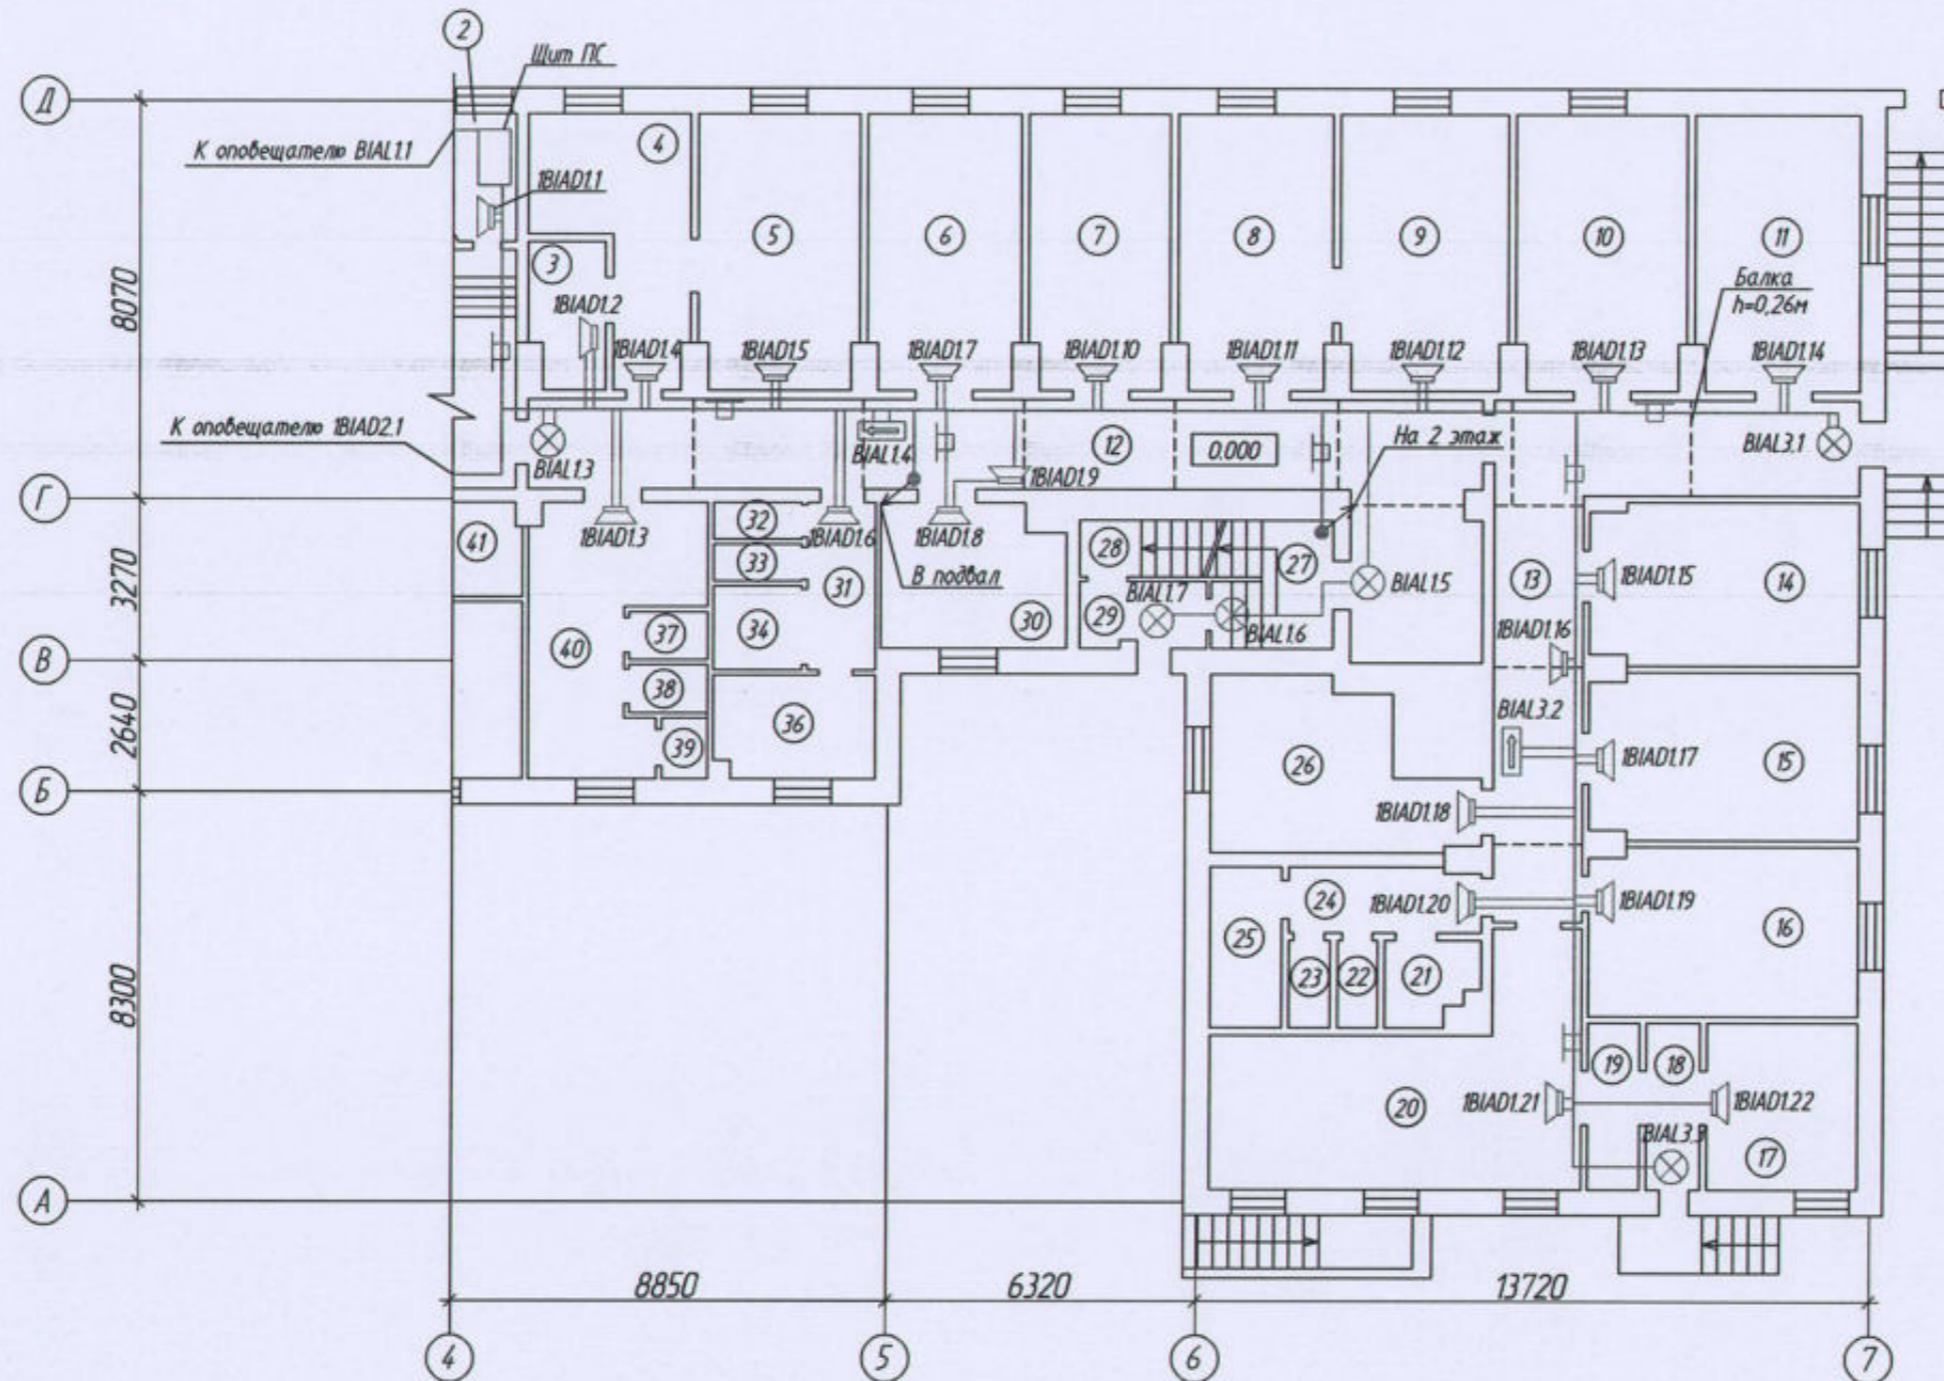 2
Щит ПС
Д
К оповещателю BIAL1.1
4
1BIAD1.1
5
6
7
8
9
10
11
3
Балка
h=0,26м
8070
1BIAD1.2
1BIAD1.4
1BIAD1.5
1BIAD1.7
1BIAD1.10
1BIAD1.11
1BIAD1.12
1BIAD1.13
1BIAD1.14
К оповещателю 1BIAD2.1
BIAL1.3
BIAL1.4
12
0.000
На 2 этаж
BIAL3.1
1BIAD1.9
Г
41
1BIAD1.3
32
1BIAD1.6
1BIAD1.8
33
28
27
31
В подвал
3270
BIAL1.7
BIAL1.5
13
1BIAD1.15
14
34
30
29
BIAL1.6
37
40
1BIAD1.16
В
38
36
39
2640
BIAL3.2
26
1BIAD1.17
15
Б
1BIAD1.18
24
1BIAD1.20
1BIAD1.19
16
25
23
22
21
8300
19
18
20
1BIAD1.21
1BIAD1.22
BIAL3.3
17
А
8850
6320
13720
4
5
6
7